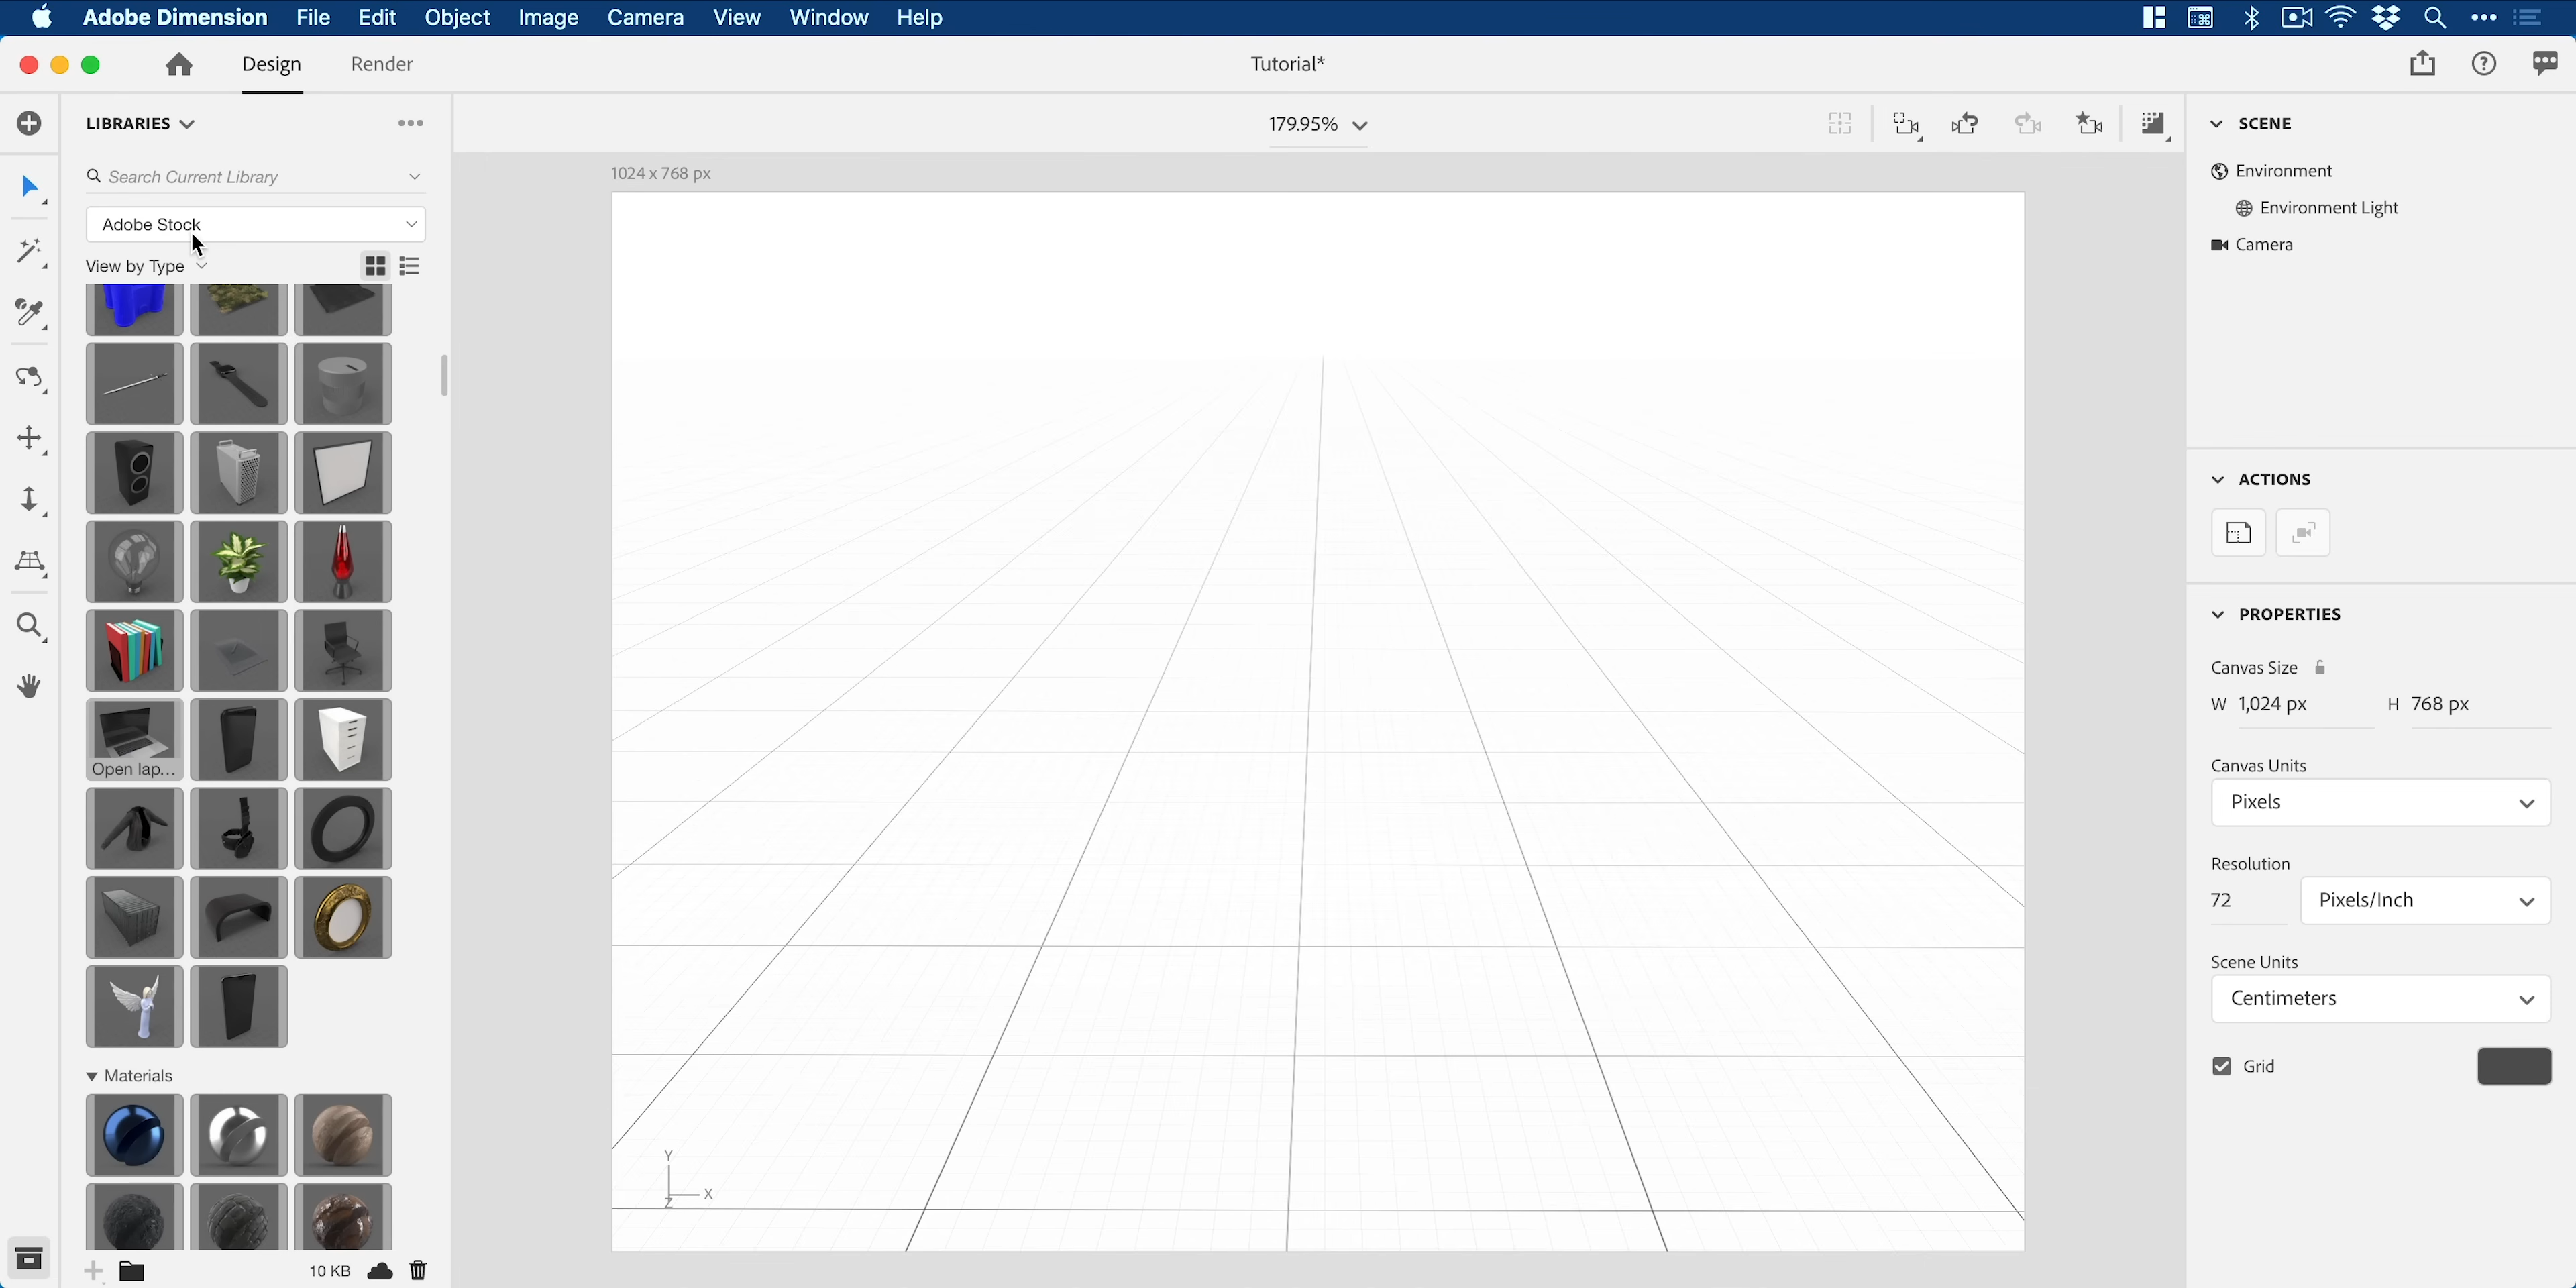 Adobe Dimension File Edit Object Image Camera View Window Help
Design Render Tutorial*
LIBRARIES
Search Current Library
Adobe Stock
View by Type
Open lap...
Materials
10 KB
179.95%
1024 x 768 px
Y
X
Z
SCENE
Environment
Environment Light
Camera
ACTIONS
PROPERTIES
Canvas Size
W 1,024 px H 768 px
Canvas Units
Pixels
Resolution
72 Pixels/Inch
Scene Units
Centimeters
Grid